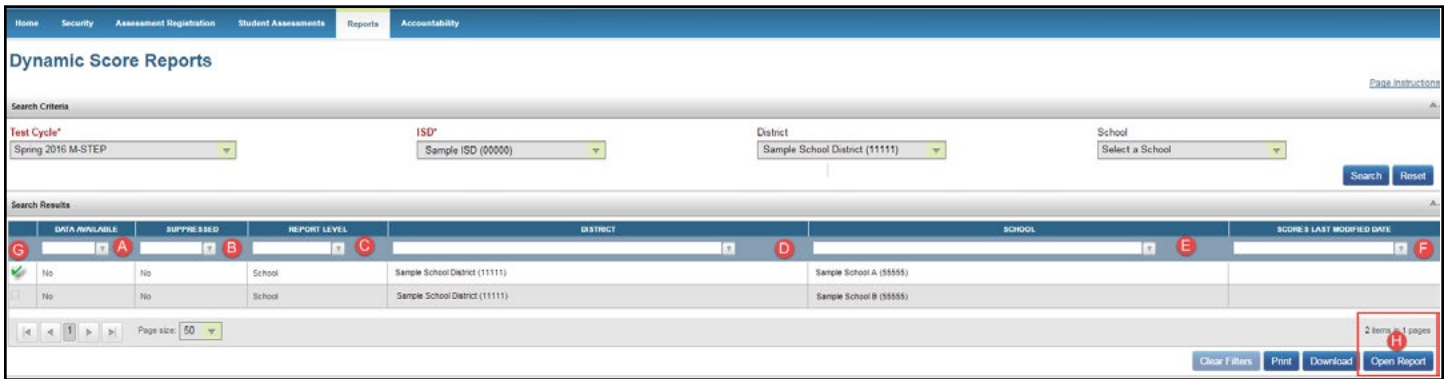 Home Security Assessment Registration Student Assessments Reports Accountability
Dynamic Score Reports
Page Instructions
Search Criteria
Test Cycle* ISD* District School
Spring 2016 M-STEP Sample ISD (00000) Sample School District (11111) Select a School
Search Reset
Search Results
DATA AVAILABLE SUPPRESSED REPORT LEVEL DISTRICT SCHOOL SCORES LAST MODIFIED DATE
G A B C D E F
No No School Sample School District (11111) Sample School A (55555)
No No School Sample School District (11111) Sample School B (55555)
1 Page size: 50 2 items in 1 pages
H
Clear Filters Print Download Open Report